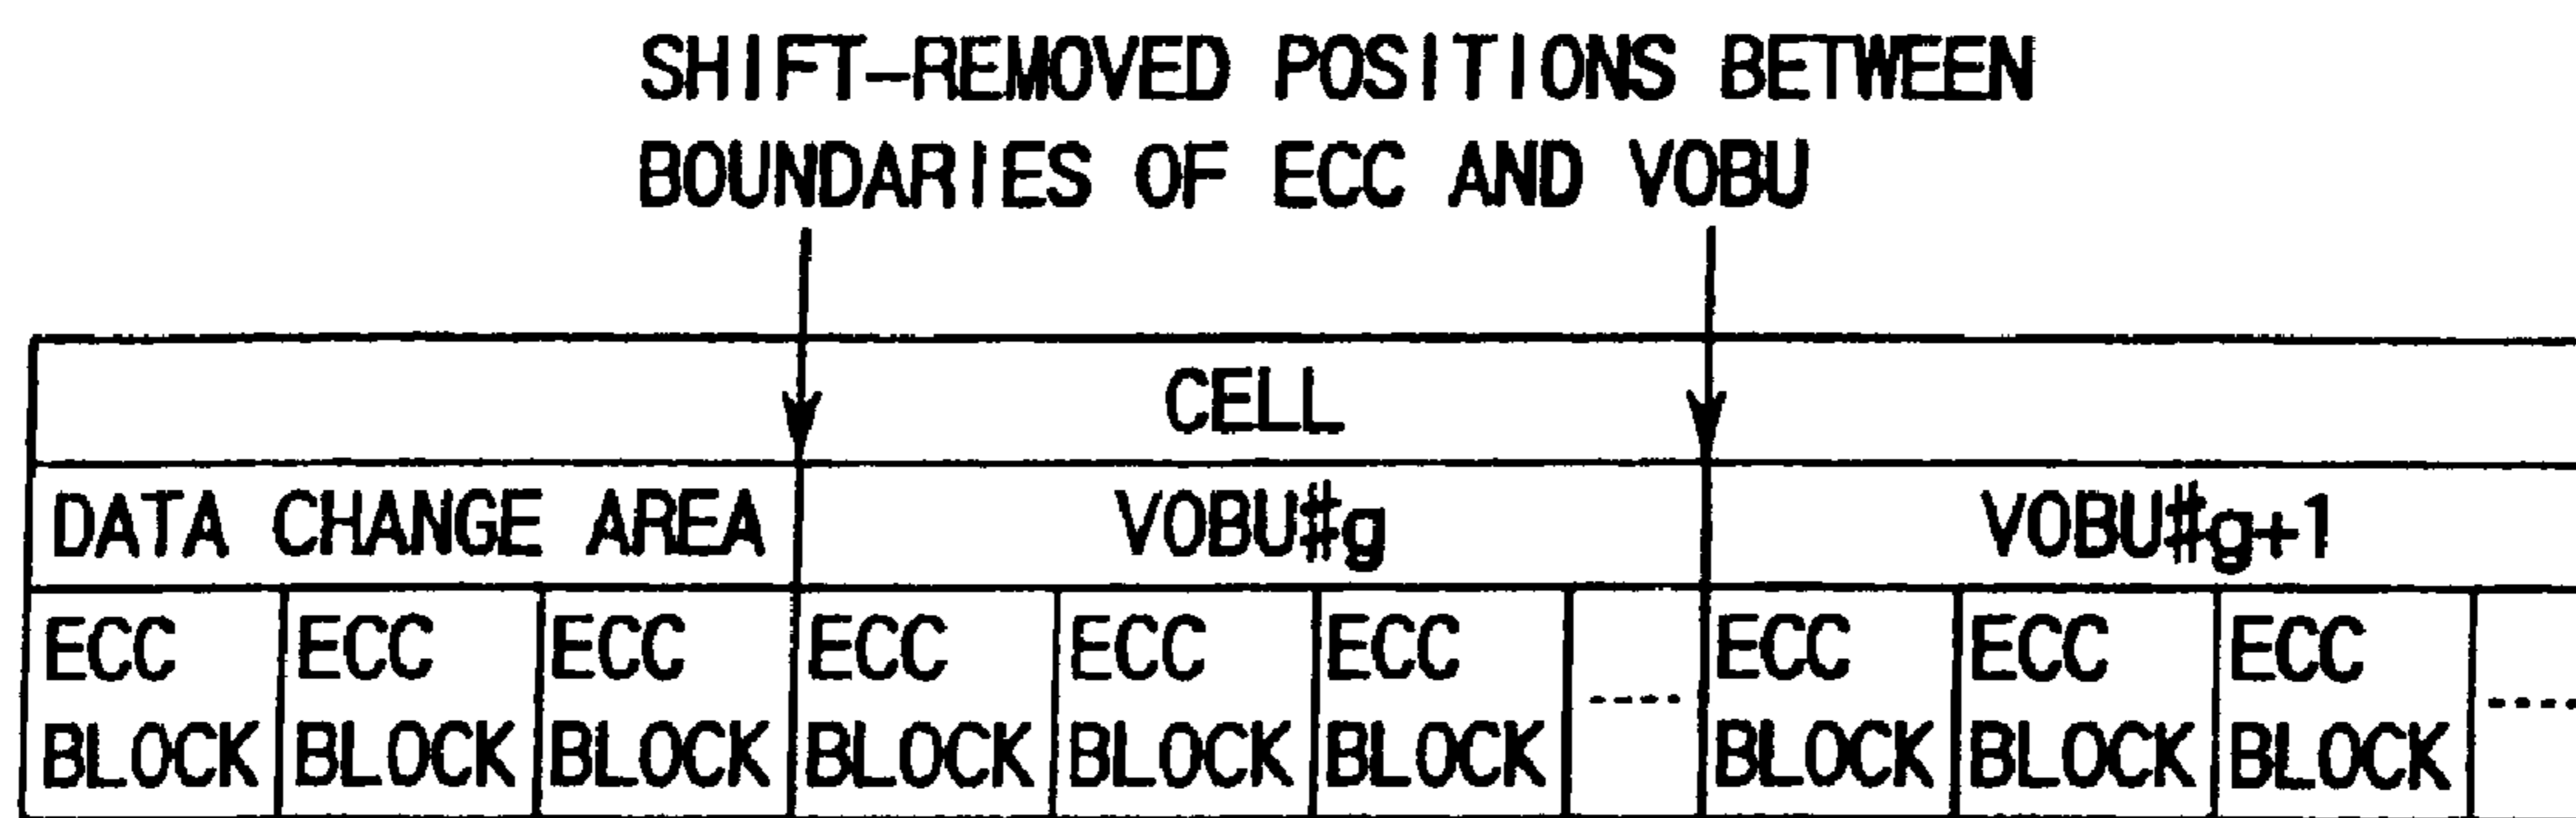 SHIFT-REMOVED POSITIONS BETWEEN
BOUNDARIES OF ECC AND VOBU
CELL
DATA CHANGE AREA VOBU#g VOBU#g+1
ECC ECC ECC ECC ECC ECC ---- ECC ECC ECC ----
BLOCK BLOCK BLOCK BLOCK BLOCK BLOCK BLOCK BLOCK BLOCK